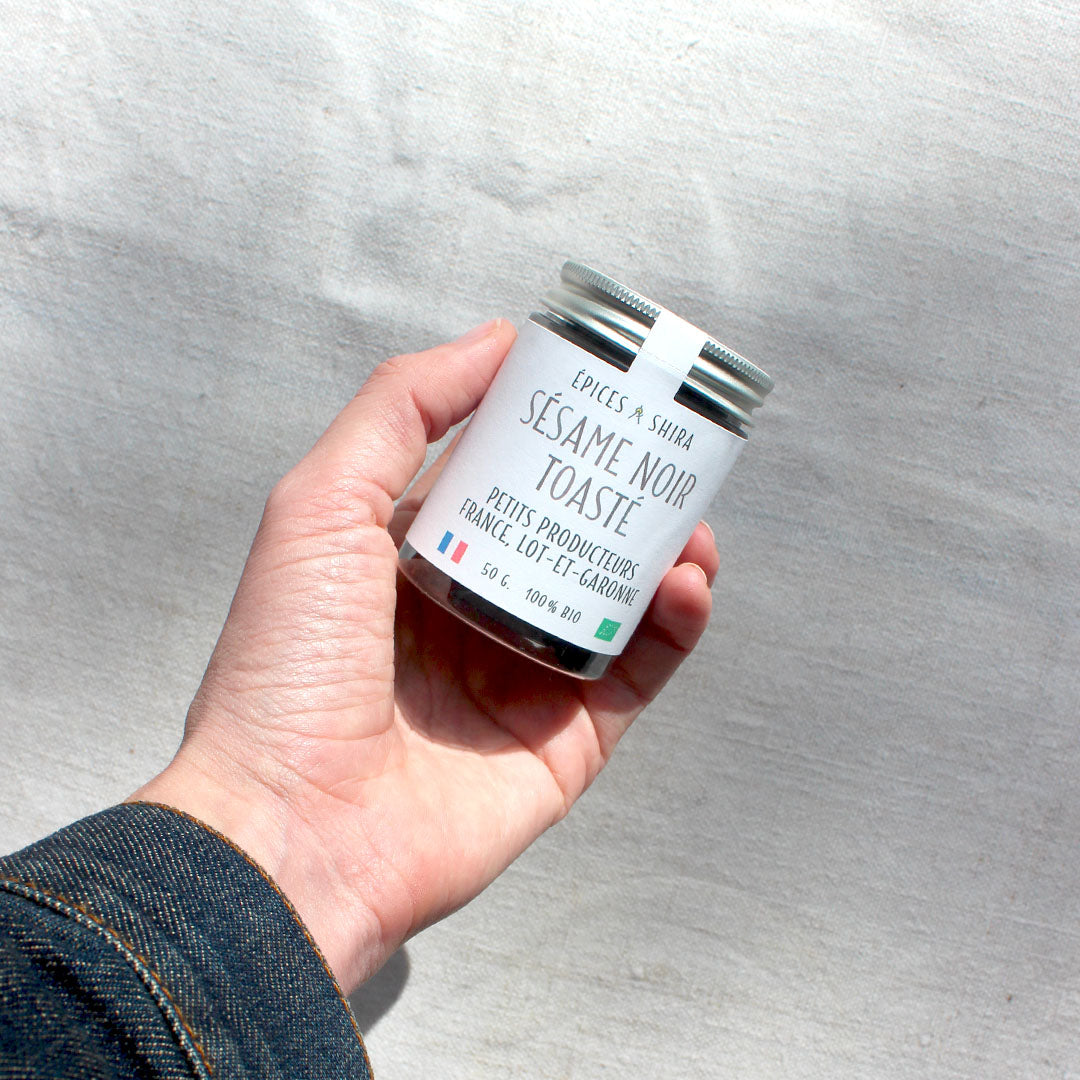 ÉPICES SHIRA
SÉSAME NOIR
TOASTÉ
PETITS PRODUCTEURS
FRANCE, LOT-ET-GARONNE
50 G. 100% BIO